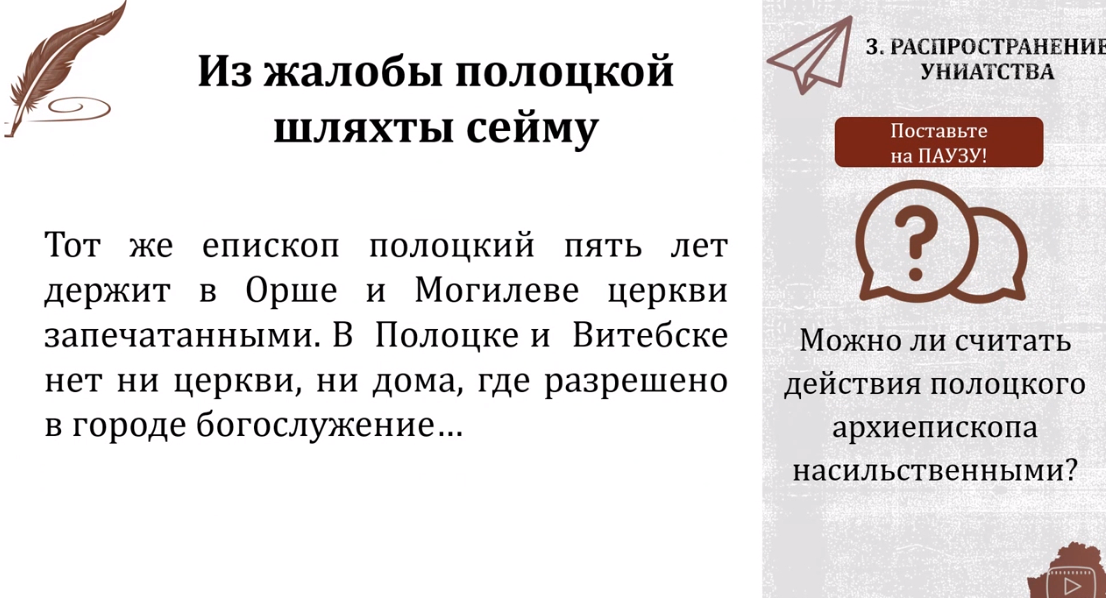 Из жалобы полоцкой
шляхты сейму
Тот же епископ полоцкий пять лет
держит в Орше и Могилеве церкви
запечатанными. В Полоцке и Витебске
нет ни церкви, ни дома, где разрешено
в городе богослужение...
3. РАСПРОСТРАНЕНИЕ
УНИАТСТВА
Поставьте
на ПАУЗУ!
Можно ли считать
действия полоцкого
архиепископа
насильственными?